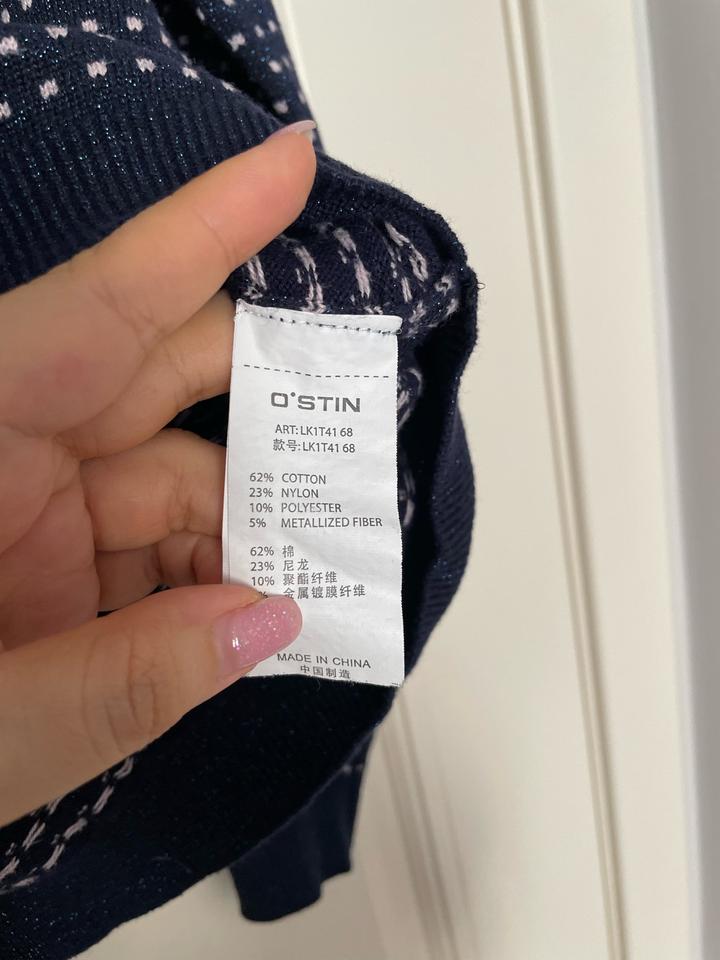 O'STIN
ART: LK1T41 68
款号: LK1T41 68
62% COTTON
23% NYLON
10% POLYESTER
5% METALLIZED FIBER
62% 棉
23% 尼龙
10% 聚酯纤维
% 金属镀膜纤维
MADE IN CHINA
中国制造